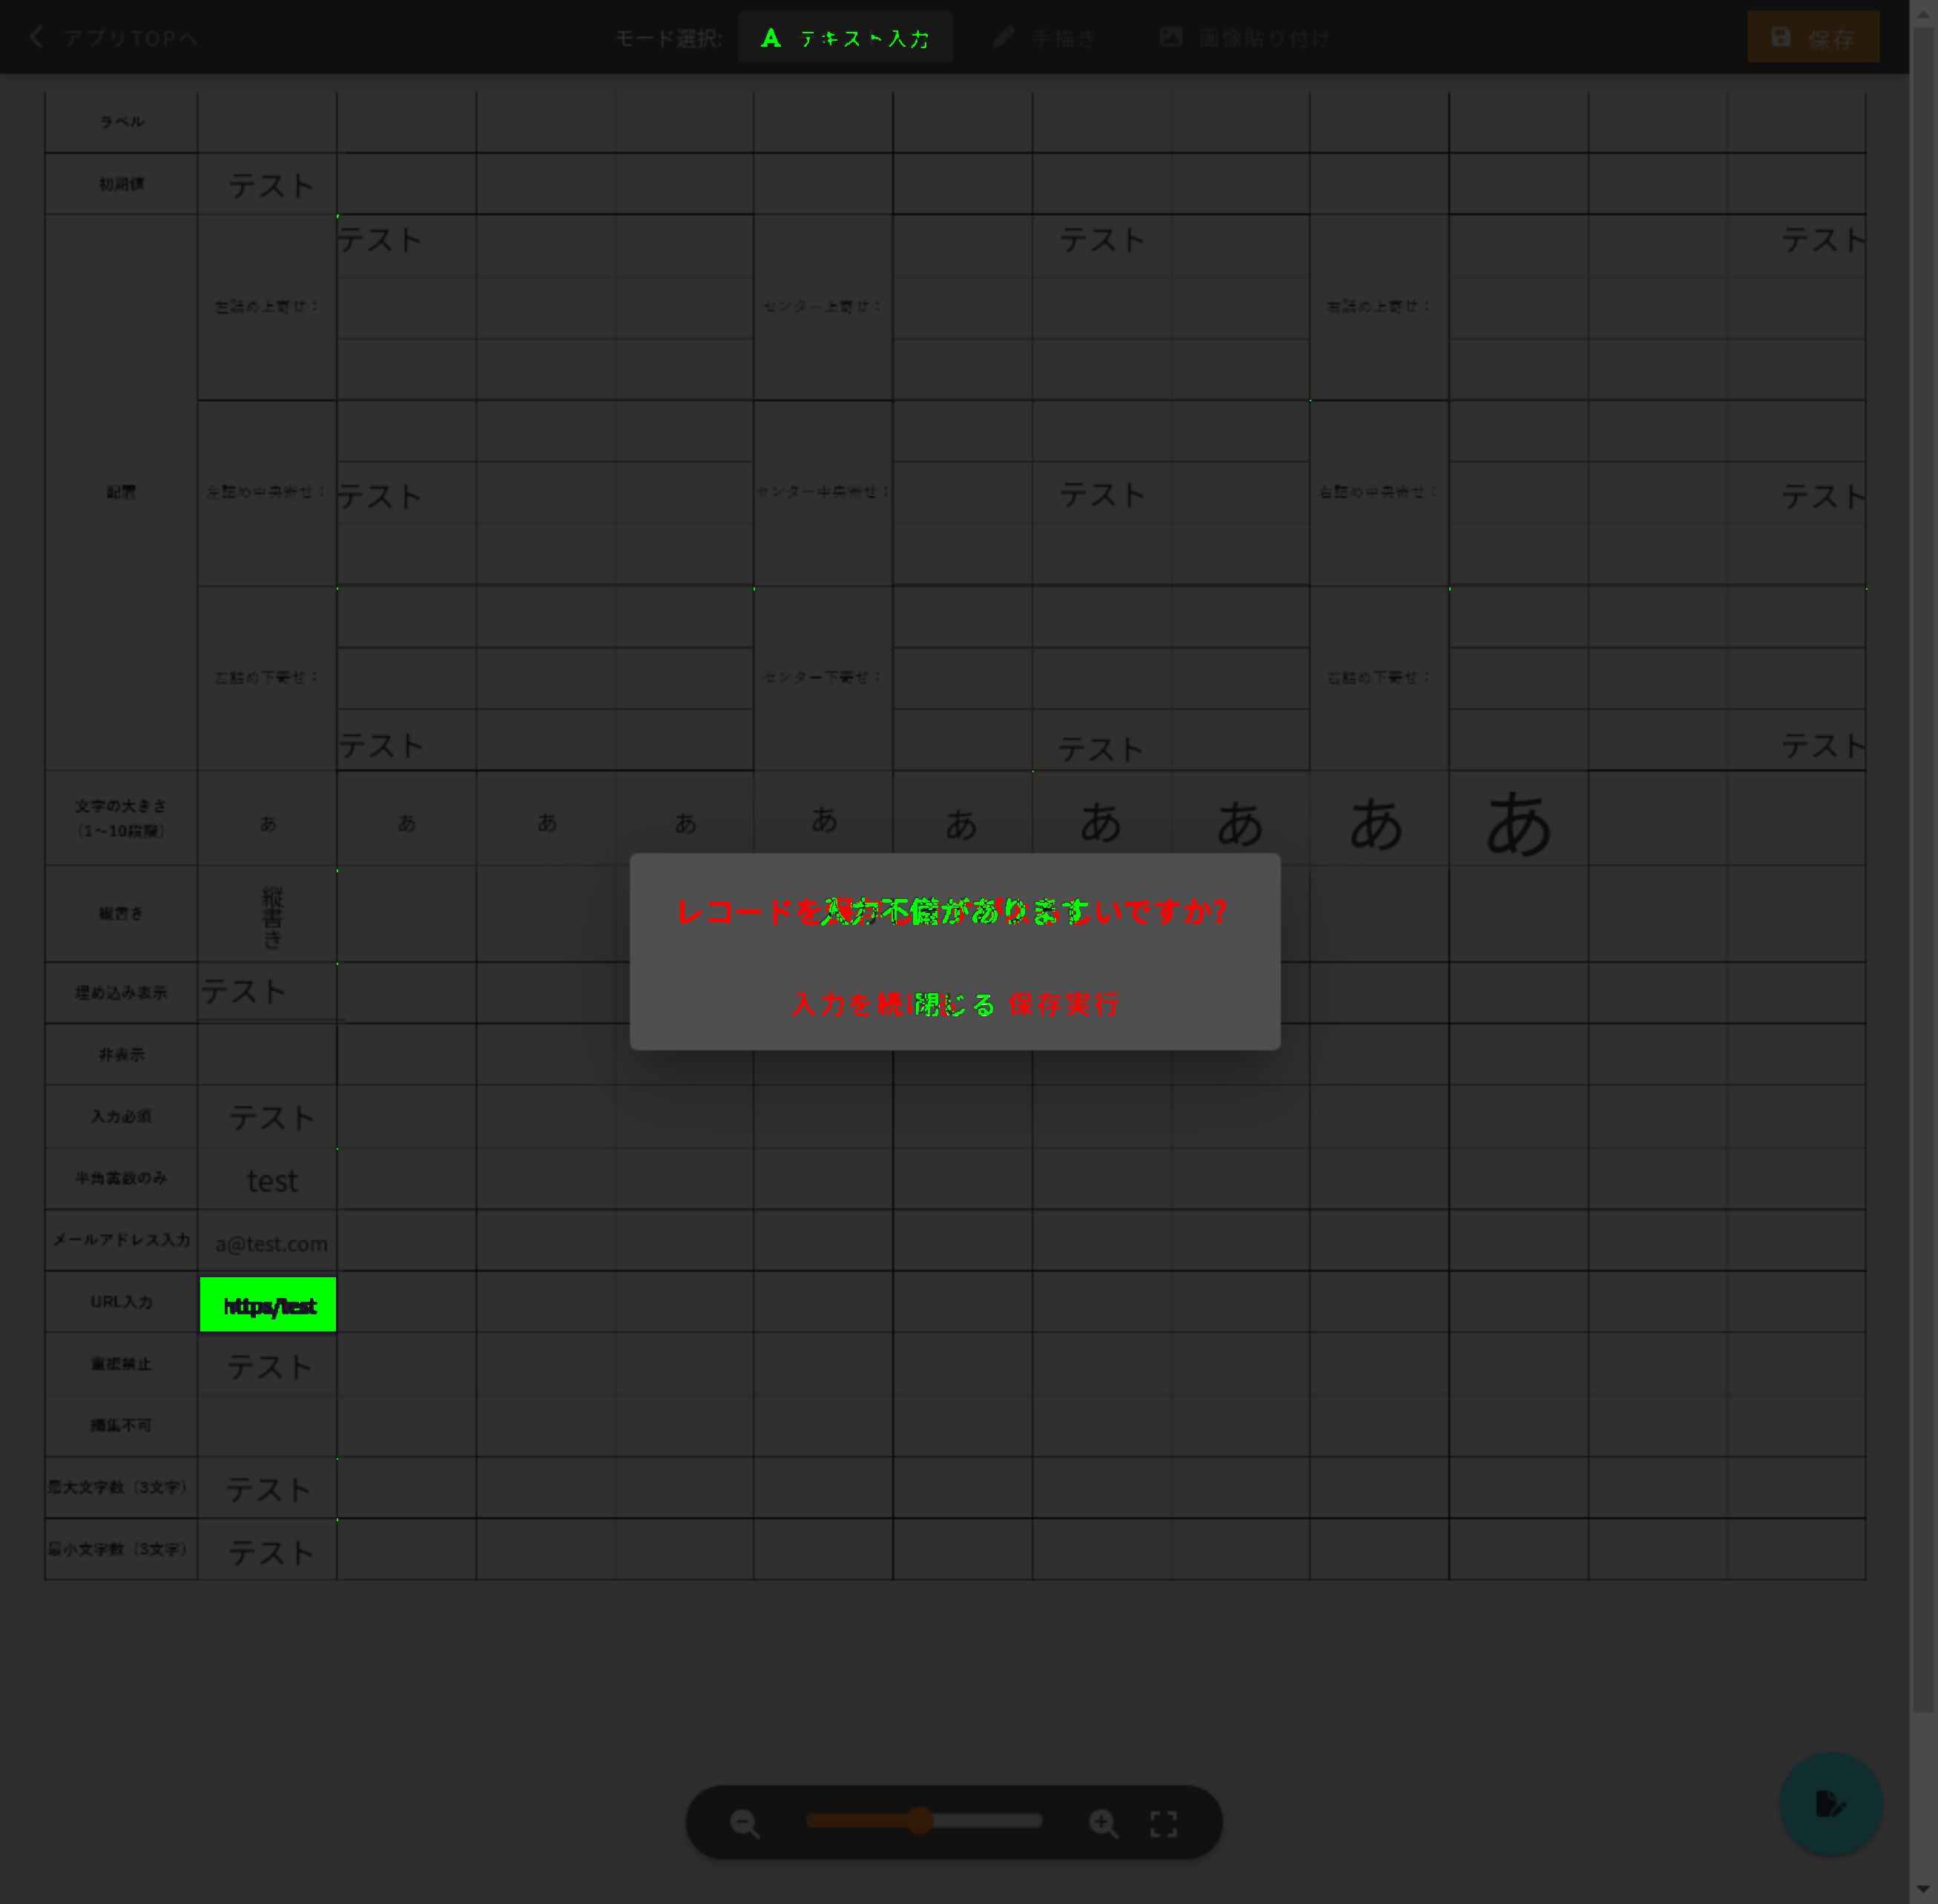 アプリTOPへ
モード選択:
テキスト入力
手描き
画像貼り付け
保存
ラベル
初期値
テスト
配置
左詰め上寄せ：
テスト
センター上寄せ：
テスト
右詰め上寄せ：
テスト
左詰め中央寄せ：
テスト
センター中央寄せ：
テスト
右詰め中央寄せ：
テスト
左詰め下寄せ：
テスト
センター下寄せ：
テスト
右詰め下寄せ：
テスト
文字の大きさ
（1〜10段階）
あ
あ
あ
あ
あ
あ
あ
あ
あ
あ
縦書き
縦書き
レコードを
入力不備があります
いですか?
入力を続
閉じる
保存実行
埋め込み表示
テスト
非表示
入力必須
テスト
半角英数のみ
test
メールアドレス入力
a@test.com
URL入力
重複禁止
テスト
編集不可
最大文字数（3文字）
テスト
最小文字数（3文字）
テスト